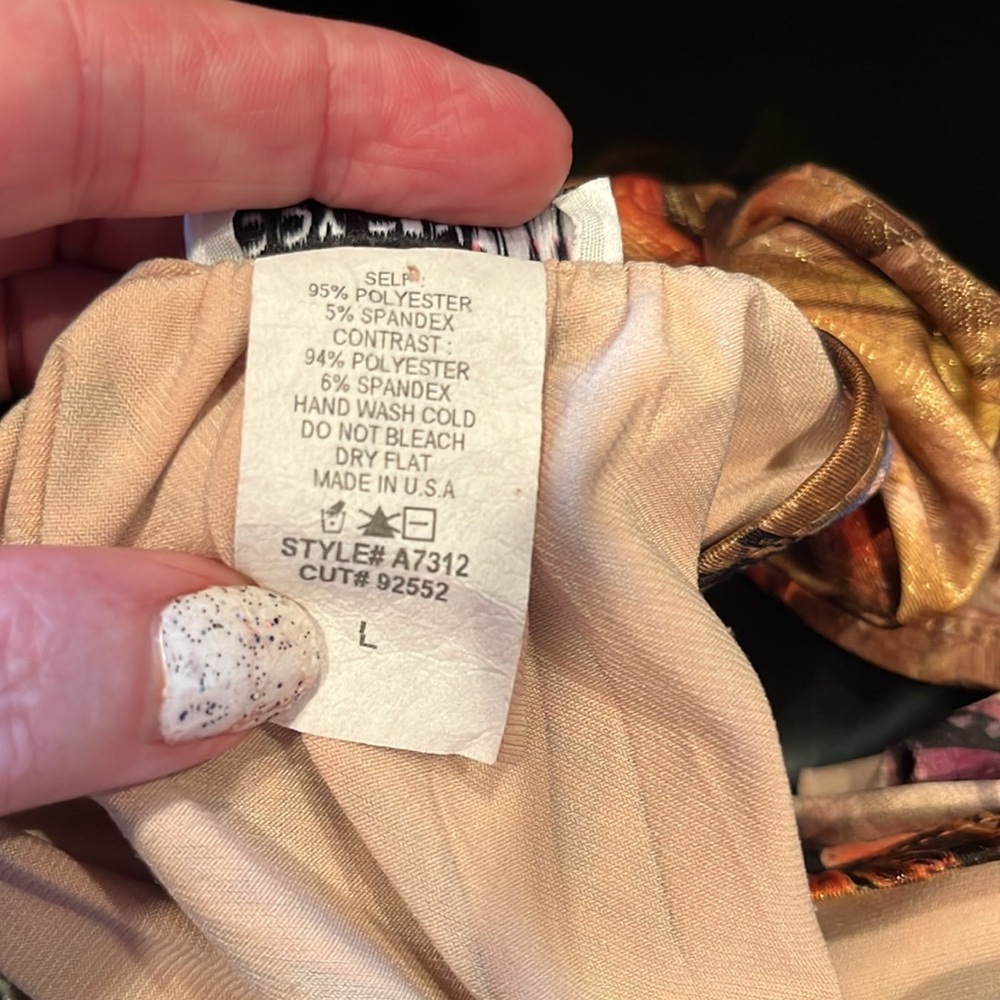 SELF :
95% POLYESTER
5% SPANDEX
CONTRAST :
94% POLYESTER
6% SPANDEX
HAND WASH COLD
DO NOT BLEACH
DRY FLAT
MADE IN U.S.A
STYLE# A7312
CUT# 92552
L